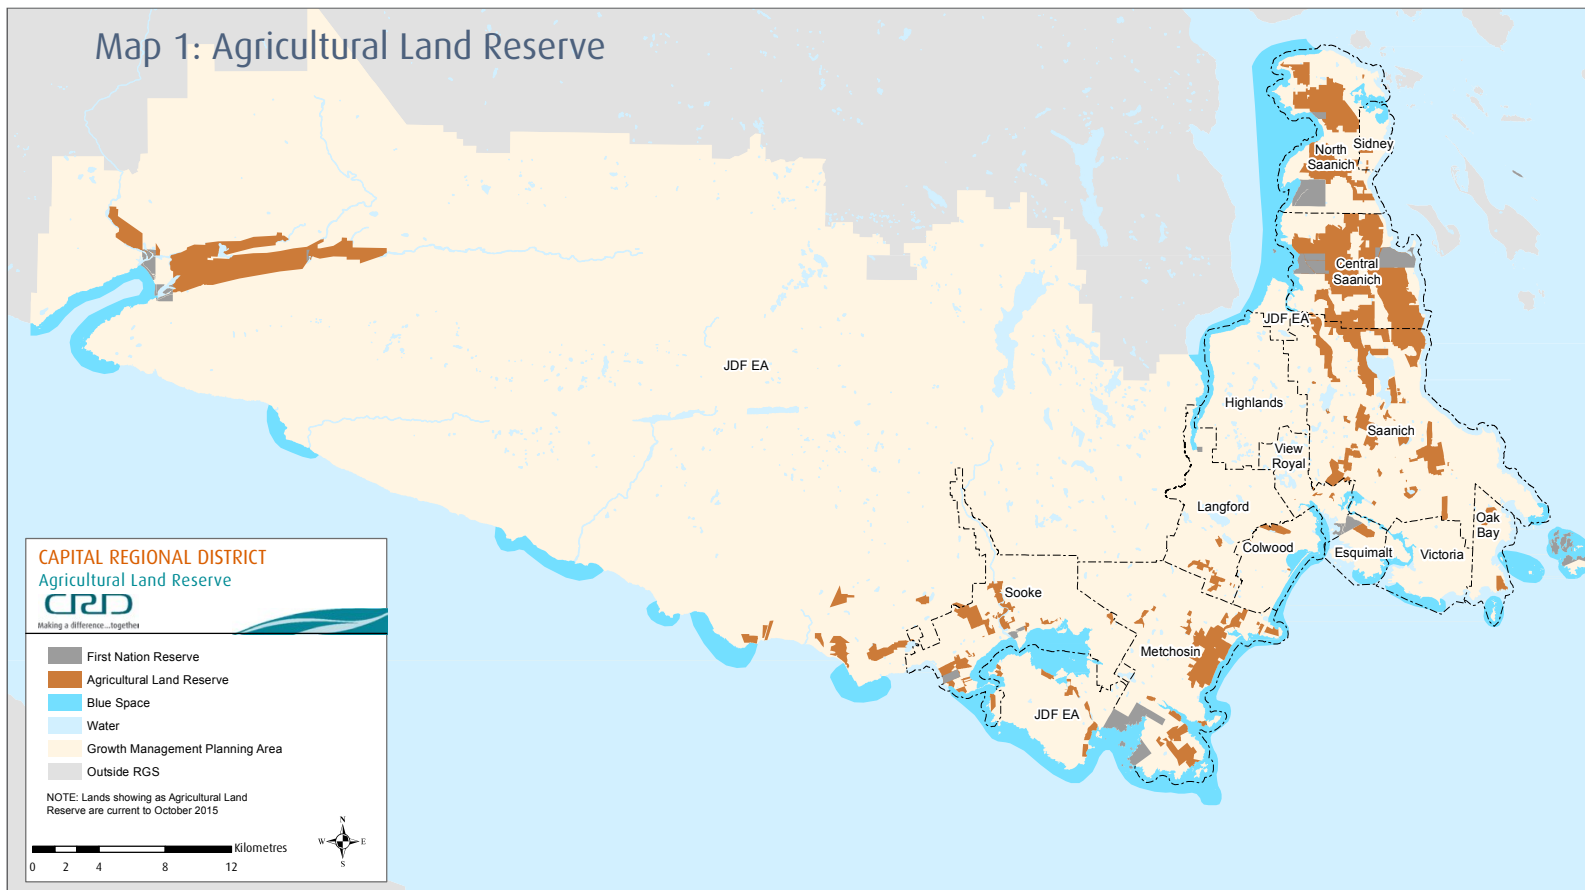 Map 1: Agricultural Land Reserve
North
Saanich
Sidney
Central
Saanich
JDF EA
JDF EA
Highlands
Saanich
View
Royal
Langford
Oak
Bay
Colwood
Esquimalt
Victoria
Sooke
Metchosin
JDF EA
CAPITAL REGIONAL DISTRICT
Agricultural Land Reserve
CRD
Making a difference...together
First Nation Reserve
Agricultural Land Reserve
Blue Space
Water
Growth Management Planning Area
Outside RGS
NOTE: Lands showing as Agricultural Land
Reserve are current to October 2015
N
W E
S
Kilometres
0 2 4 8 12